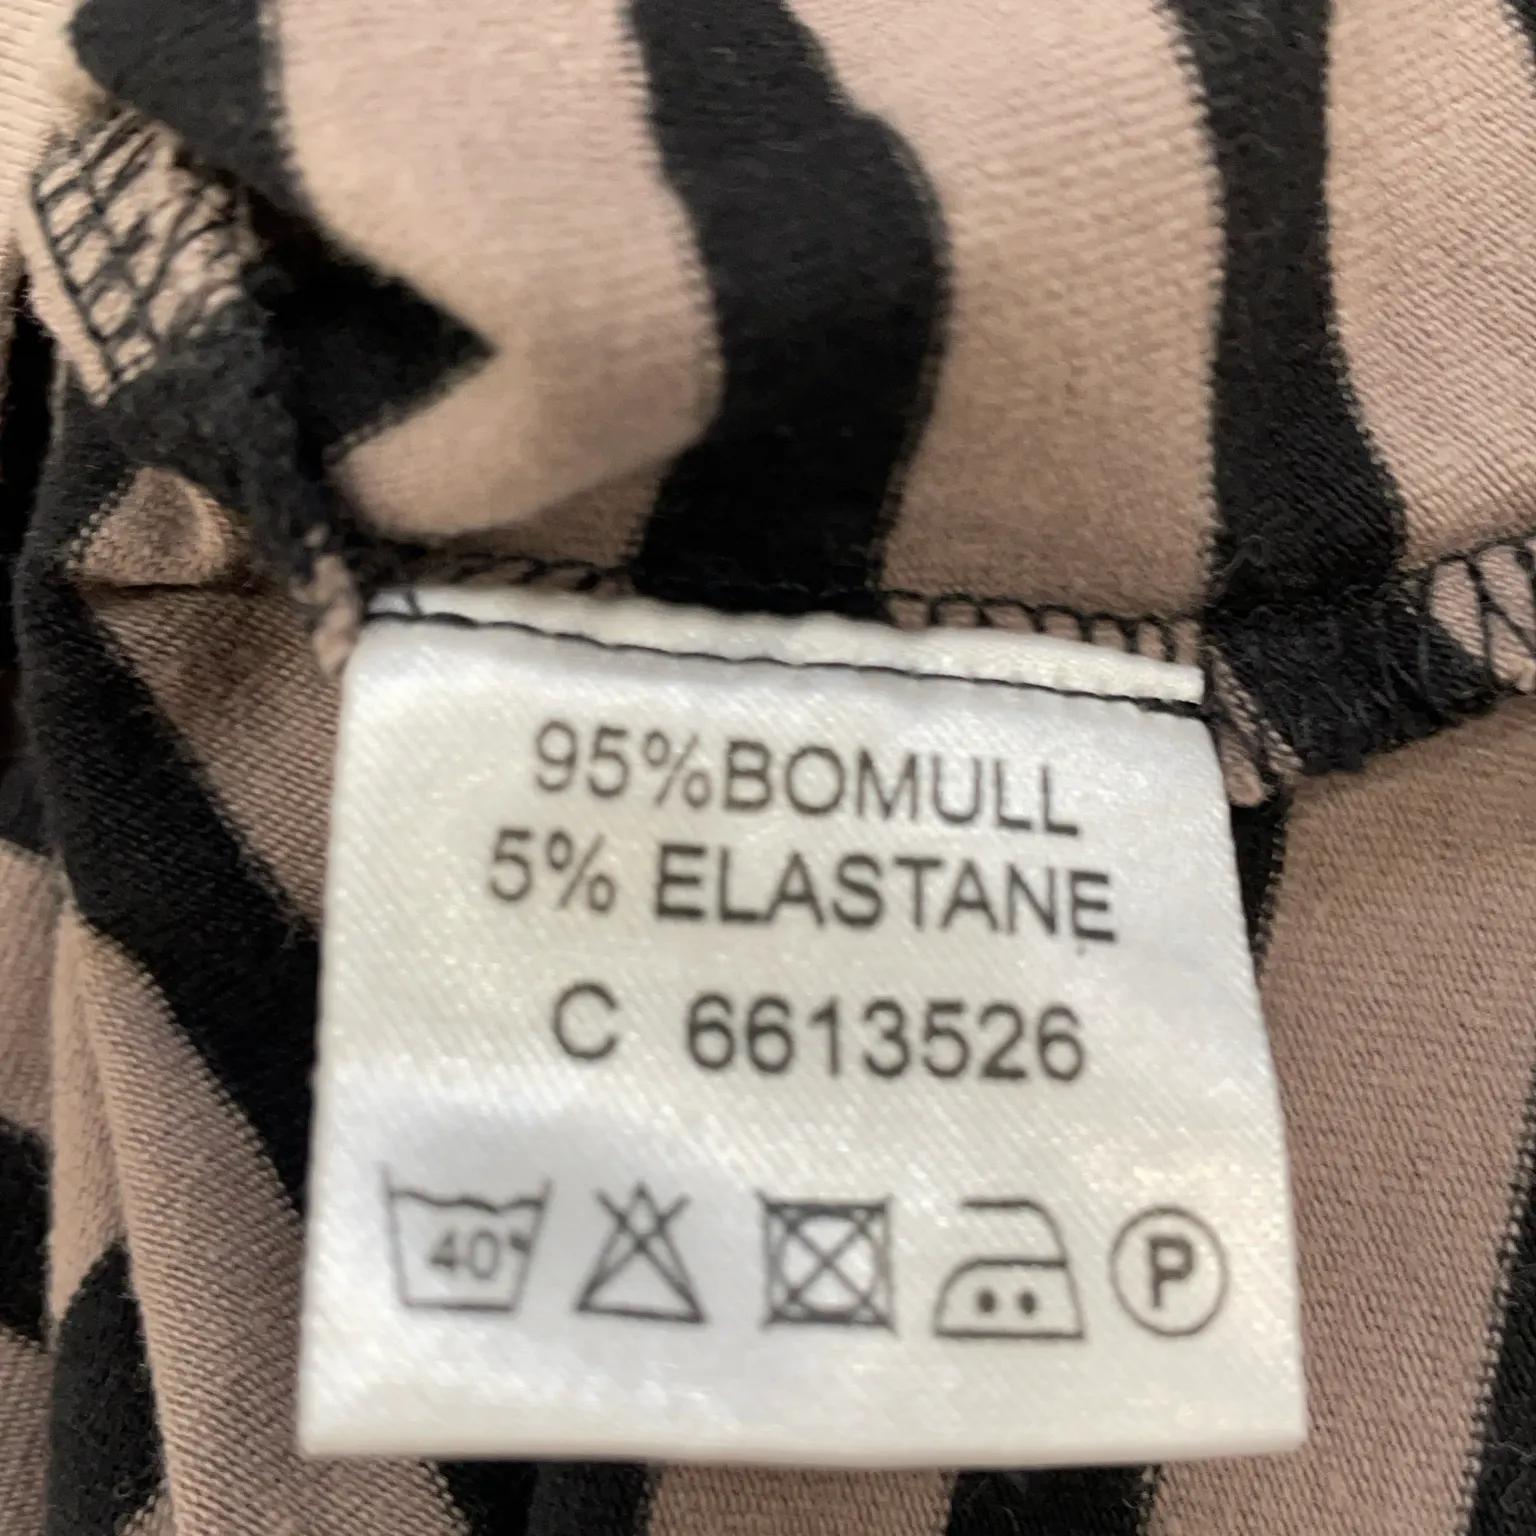 95%BOMULL
5% ELASTANE
C 6613526
40° P